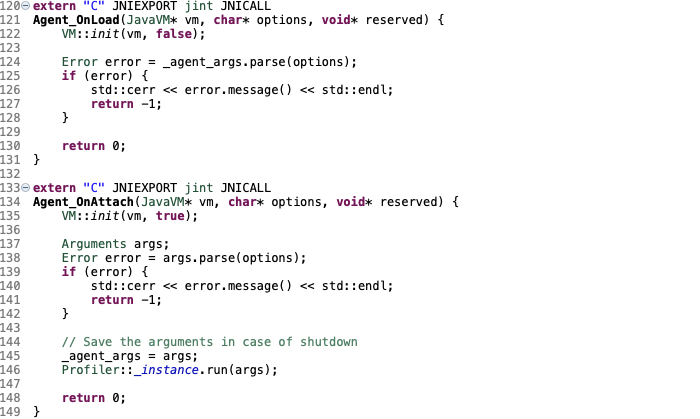 120 extern "C" JNIEXPORT jint JNICALL
121 Agent_OnLoad(JavaVM* vm, char* options, void* reserved) {
122     VM::init(vm, false);
123
124     Error error = _agent_args.parse(options);
125     if (error) {
126         std::cerr << error.message() << std::endl;
127         return -1;
128     }
129
130     return 0;
131 }
132
133 extern "C" JNIEXPORT jint JNICALL
134 Agent_OnAttach(JavaVM* vm, char* options, void* reserved) {
135     VM::init(vm, true);
136
137     Arguments args;
138     Error error = args.parse(options);
139     if (error) {
140         std::cerr << error.message() << std::endl;
141         return -1;
142     }
143
144     // Save the arguments in case of shutdown
145     _agent_args = args;
146     Profiler::_instance.run(args);
147
148     return 0;
149 }